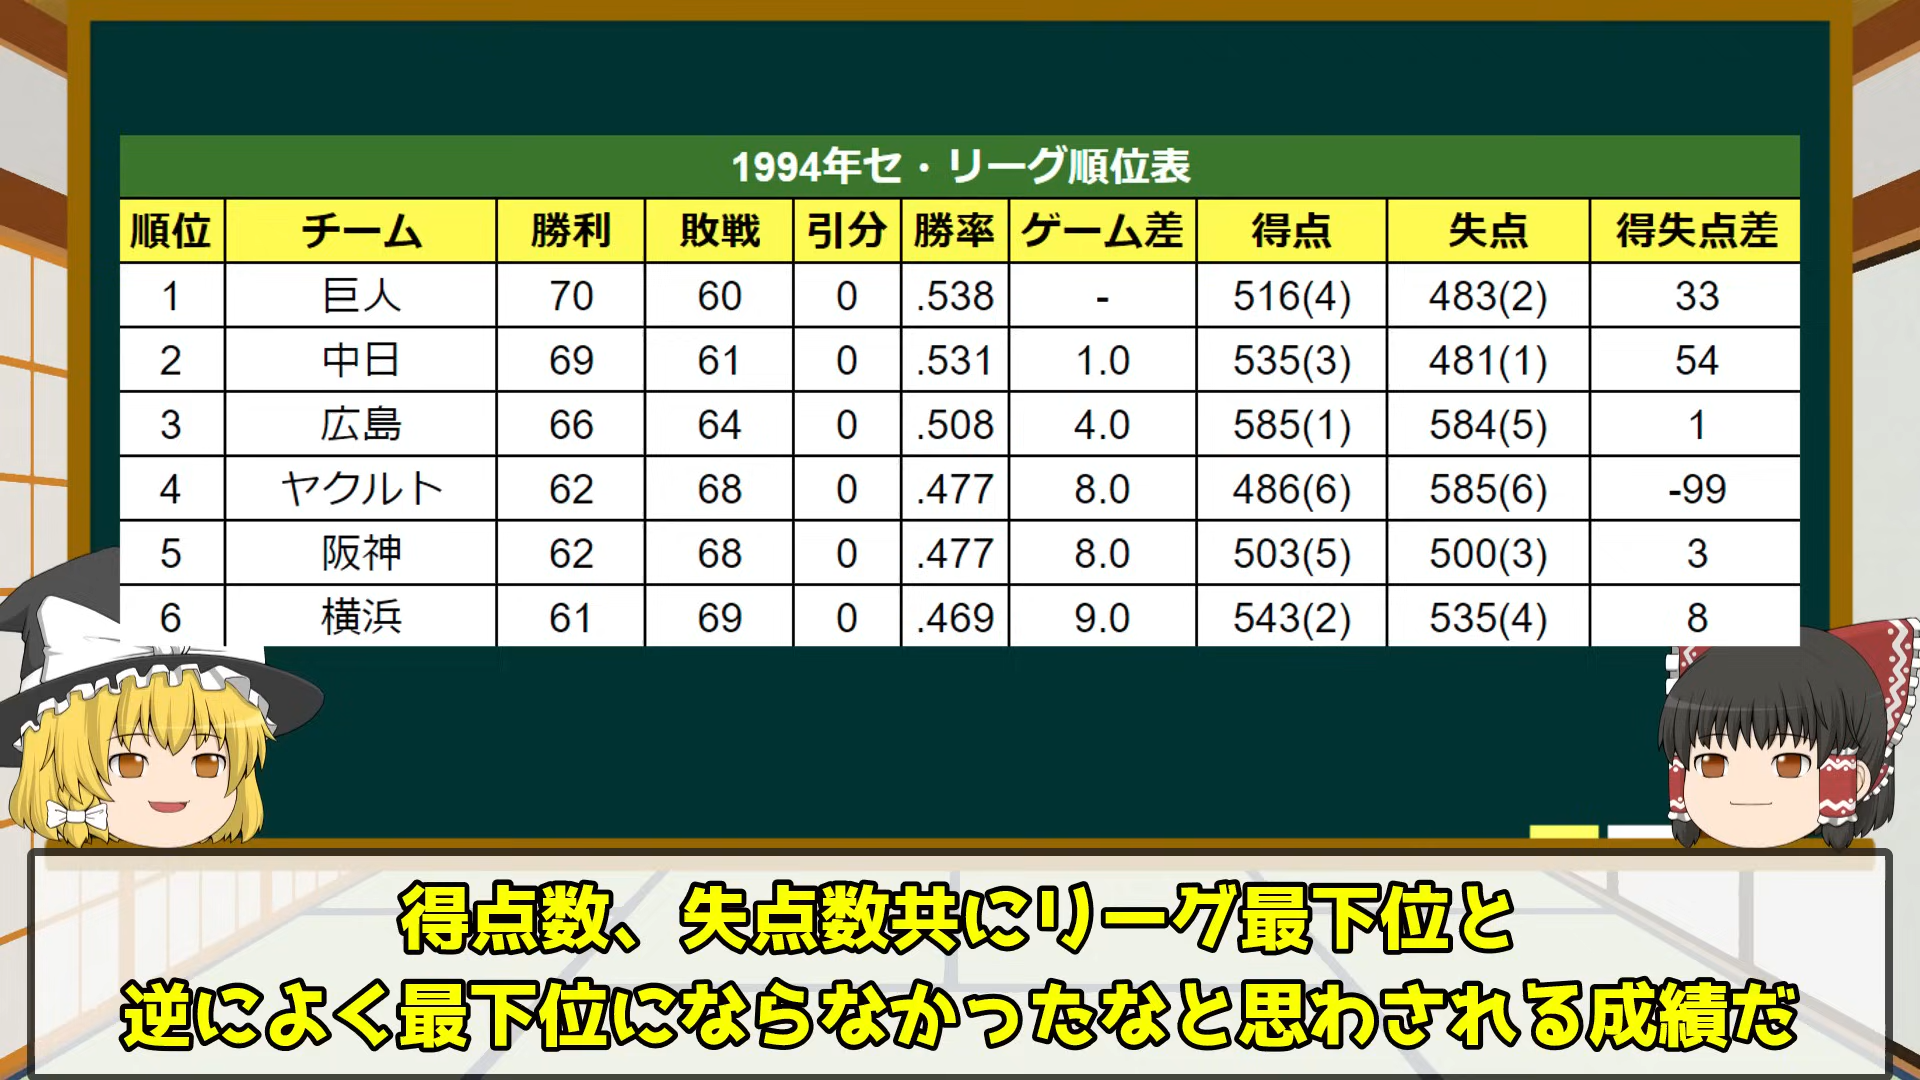 1994年セ・リーグ順位表
順位 チーム 勝利 敗戦 引分 勝率 ゲーム差 得点 失点 得失点差
1 巨人 70 60 0 .538 - 516(4) 483(2) 33
2 中日 69 61 0 .531 1.0 535(3) 481(1) 54
3 広島 66 64 0 .508 4.0 585(1) 584(5) 1
4 ヤクルト 62 68 0 .477 8.0 486(6) 585(6) -99
5 阪神 62 68 0 .477 8.0 503(5) 500(3) 3
6 横浜 61 69 0 .469 9.0 543(2) 535(4) 8
得点数、失点数共にリーグ最下位と
逆によく最下位にならなかったなと思わされる成績だ